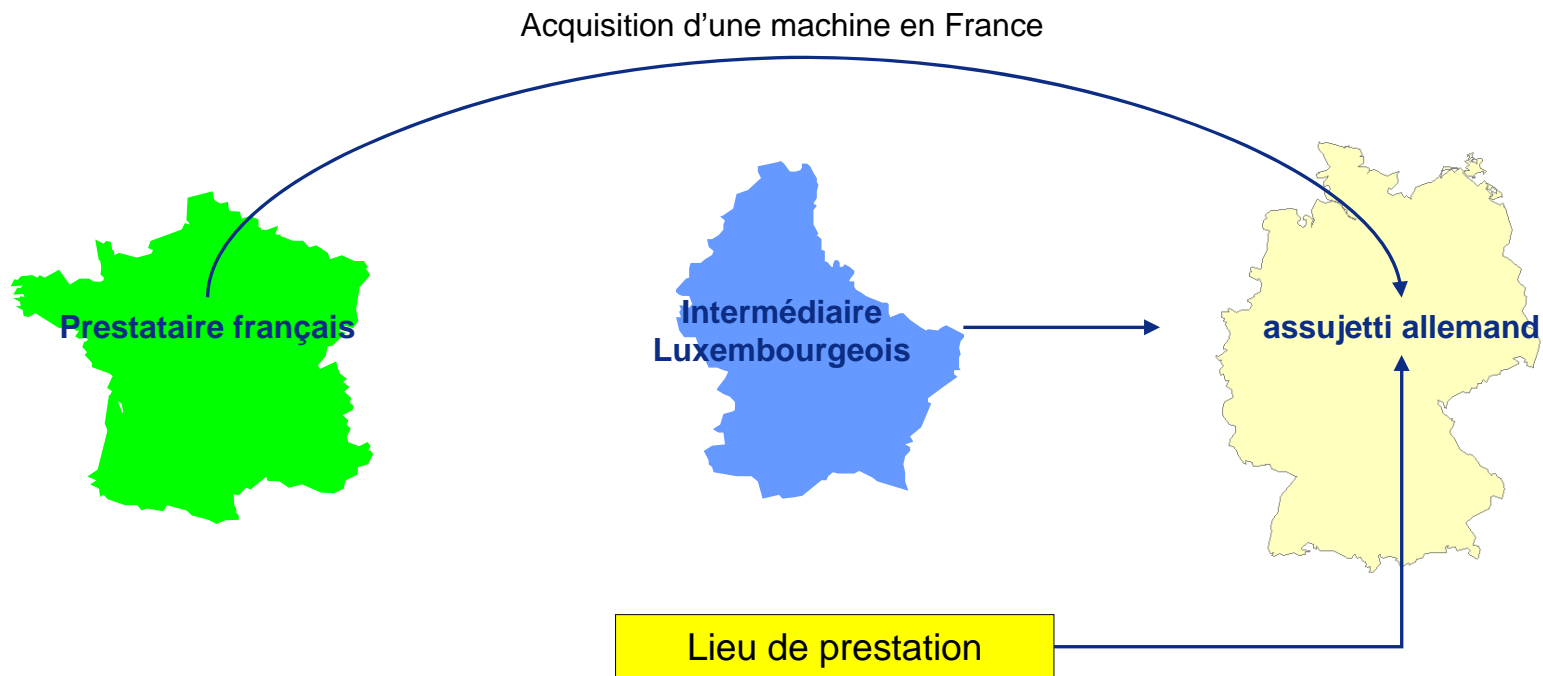 Acquisition d’une machine en France
Prestataire français
Intermédiaire
Luxembourgeois
assujetti allemand
Lieu de prestation